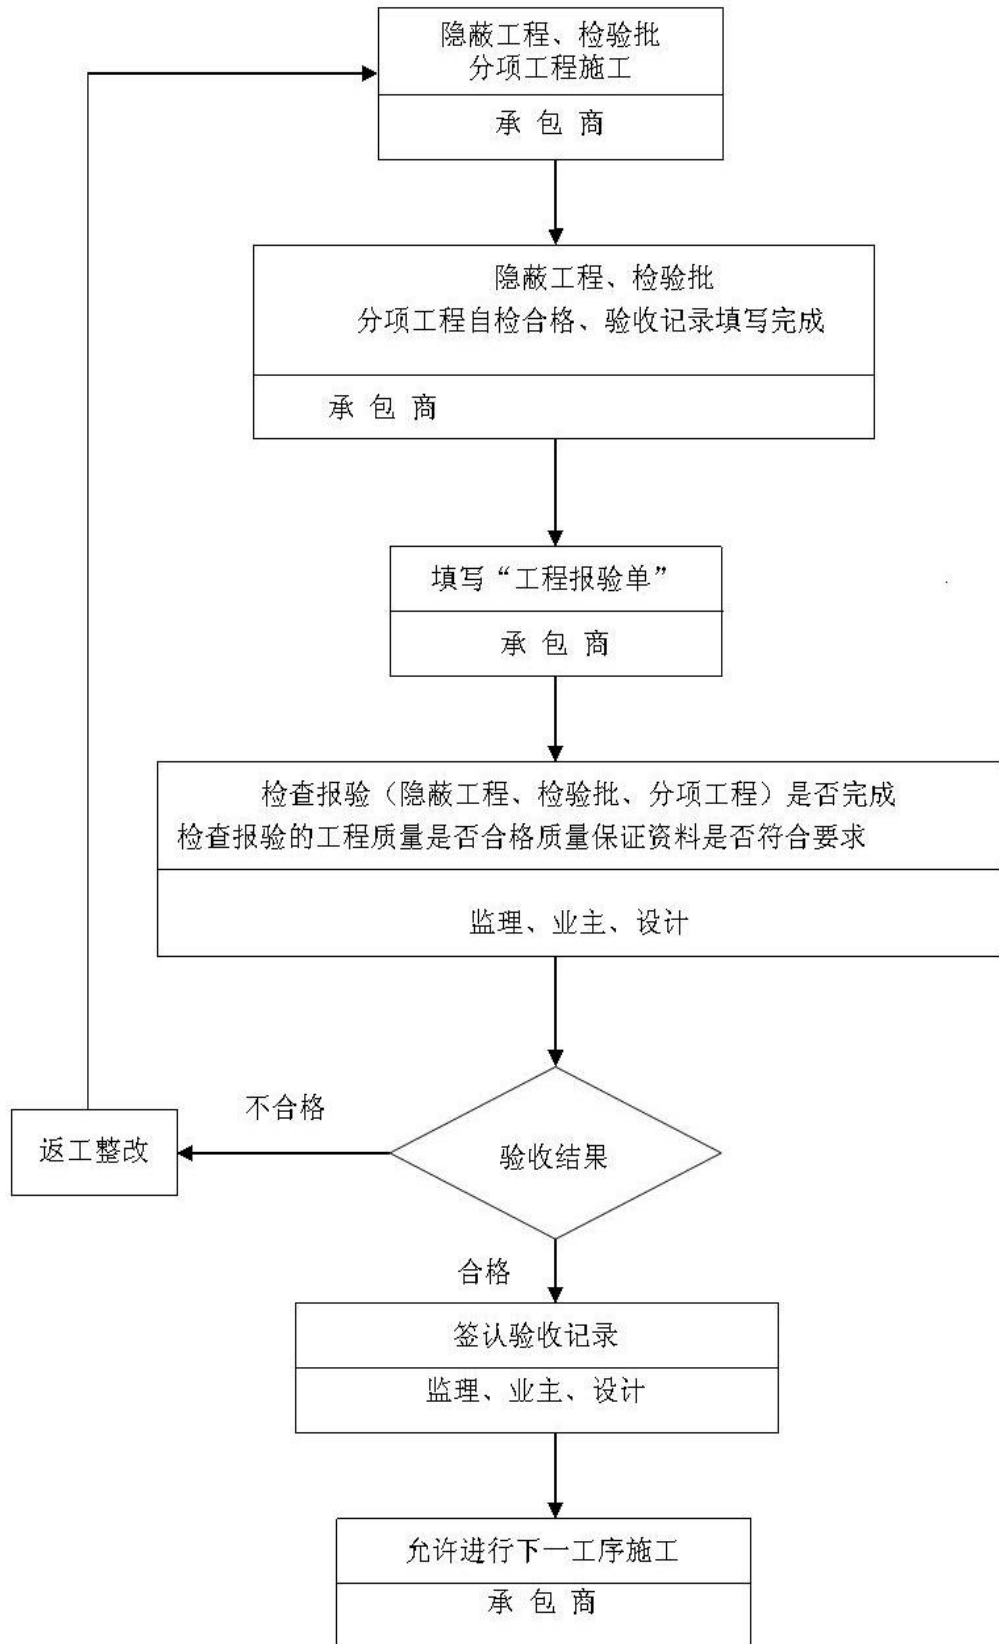 隐蔽工程、检验批
分项工程施工
承 包 商
隐蔽工程、检验批
分项工程自检合格、验收记录填写完成
承 包 商
填写“工程报验单”
承 包 商
检查报验（隐蔽工程、检验批、分项工程）是否完成
检查报验的工程质量是否合格质量保证资料是否符合要求
监理、业主、设计
不合格
返工整改
验收结果
合格
签认验收记录
监理、业主、设计
允许进行下一工序施工
承 包 商